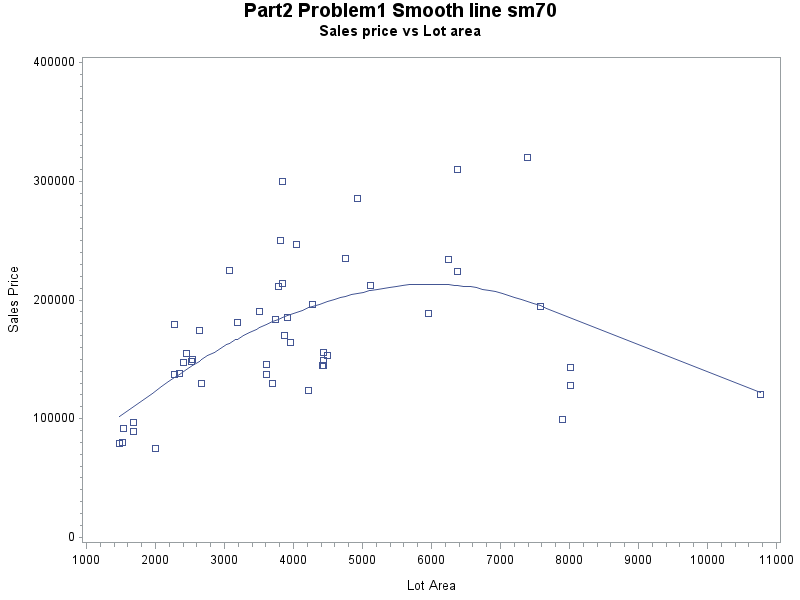 Part2 Problem1 Smooth line sm70
Sales price vs Lot area
400000
300000
200000
100000
0
Sales Price
1000 2000 3000 4000 5000 6000 7000 8000 9000 10000 11000
Lot Area